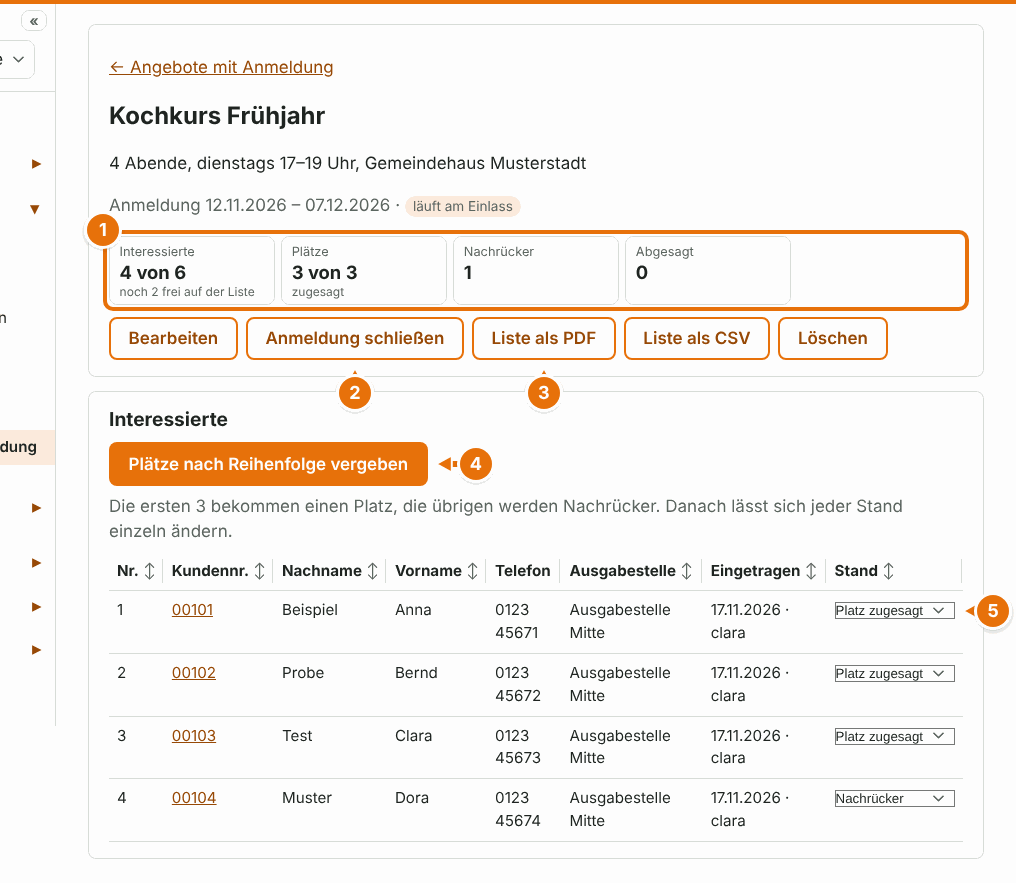 «
e
← Angebote mit Anmeldung
Kochkurs Frühjahr
4 Abende, dienstags 17–19 Uhr, Gemeindehaus Musterstadt
Anmeldung 12.11.2026 – 07.12.2026 · läuft am Einlass
1
Interessierte Plätze Nachrücker Abgesagt
4 von 6 3 von 3 1 0
noch 2 frei auf der Liste zugesagt
n
Bearbeiten Anmeldung schließen Liste als PDF Liste als CSV Löschen
2 3
Interessierte
dung
Plätze nach Reihenfolge vergeben 4
Die ersten 3 bekommen einen Platz, die übrigen werden Nachrücker. Danach lässt sich jeder Stand
einzeln ändern.
Nr. Kundennr. Nachname Vorname Telefon Ausgabestelle Eingetragen Stand
1 00101 Beispiel Anna 0123 Ausgabestelle 17.11.2026 · Platz zugesagt 5
45671 Mitte clara
2 00102 Probe Bernd 0123 Ausgabestelle 17.11.2026 · Platz zugesagt
45672 Mitte clara
3 00103 Test Clara 0123 Ausgabestelle 17.11.2026 · Platz zugesagt
45673 Mitte clara
4 00104 Muster Dora 0123 Ausgabestelle 17.11.2026 · Nachrücker
45674 Mitte clara